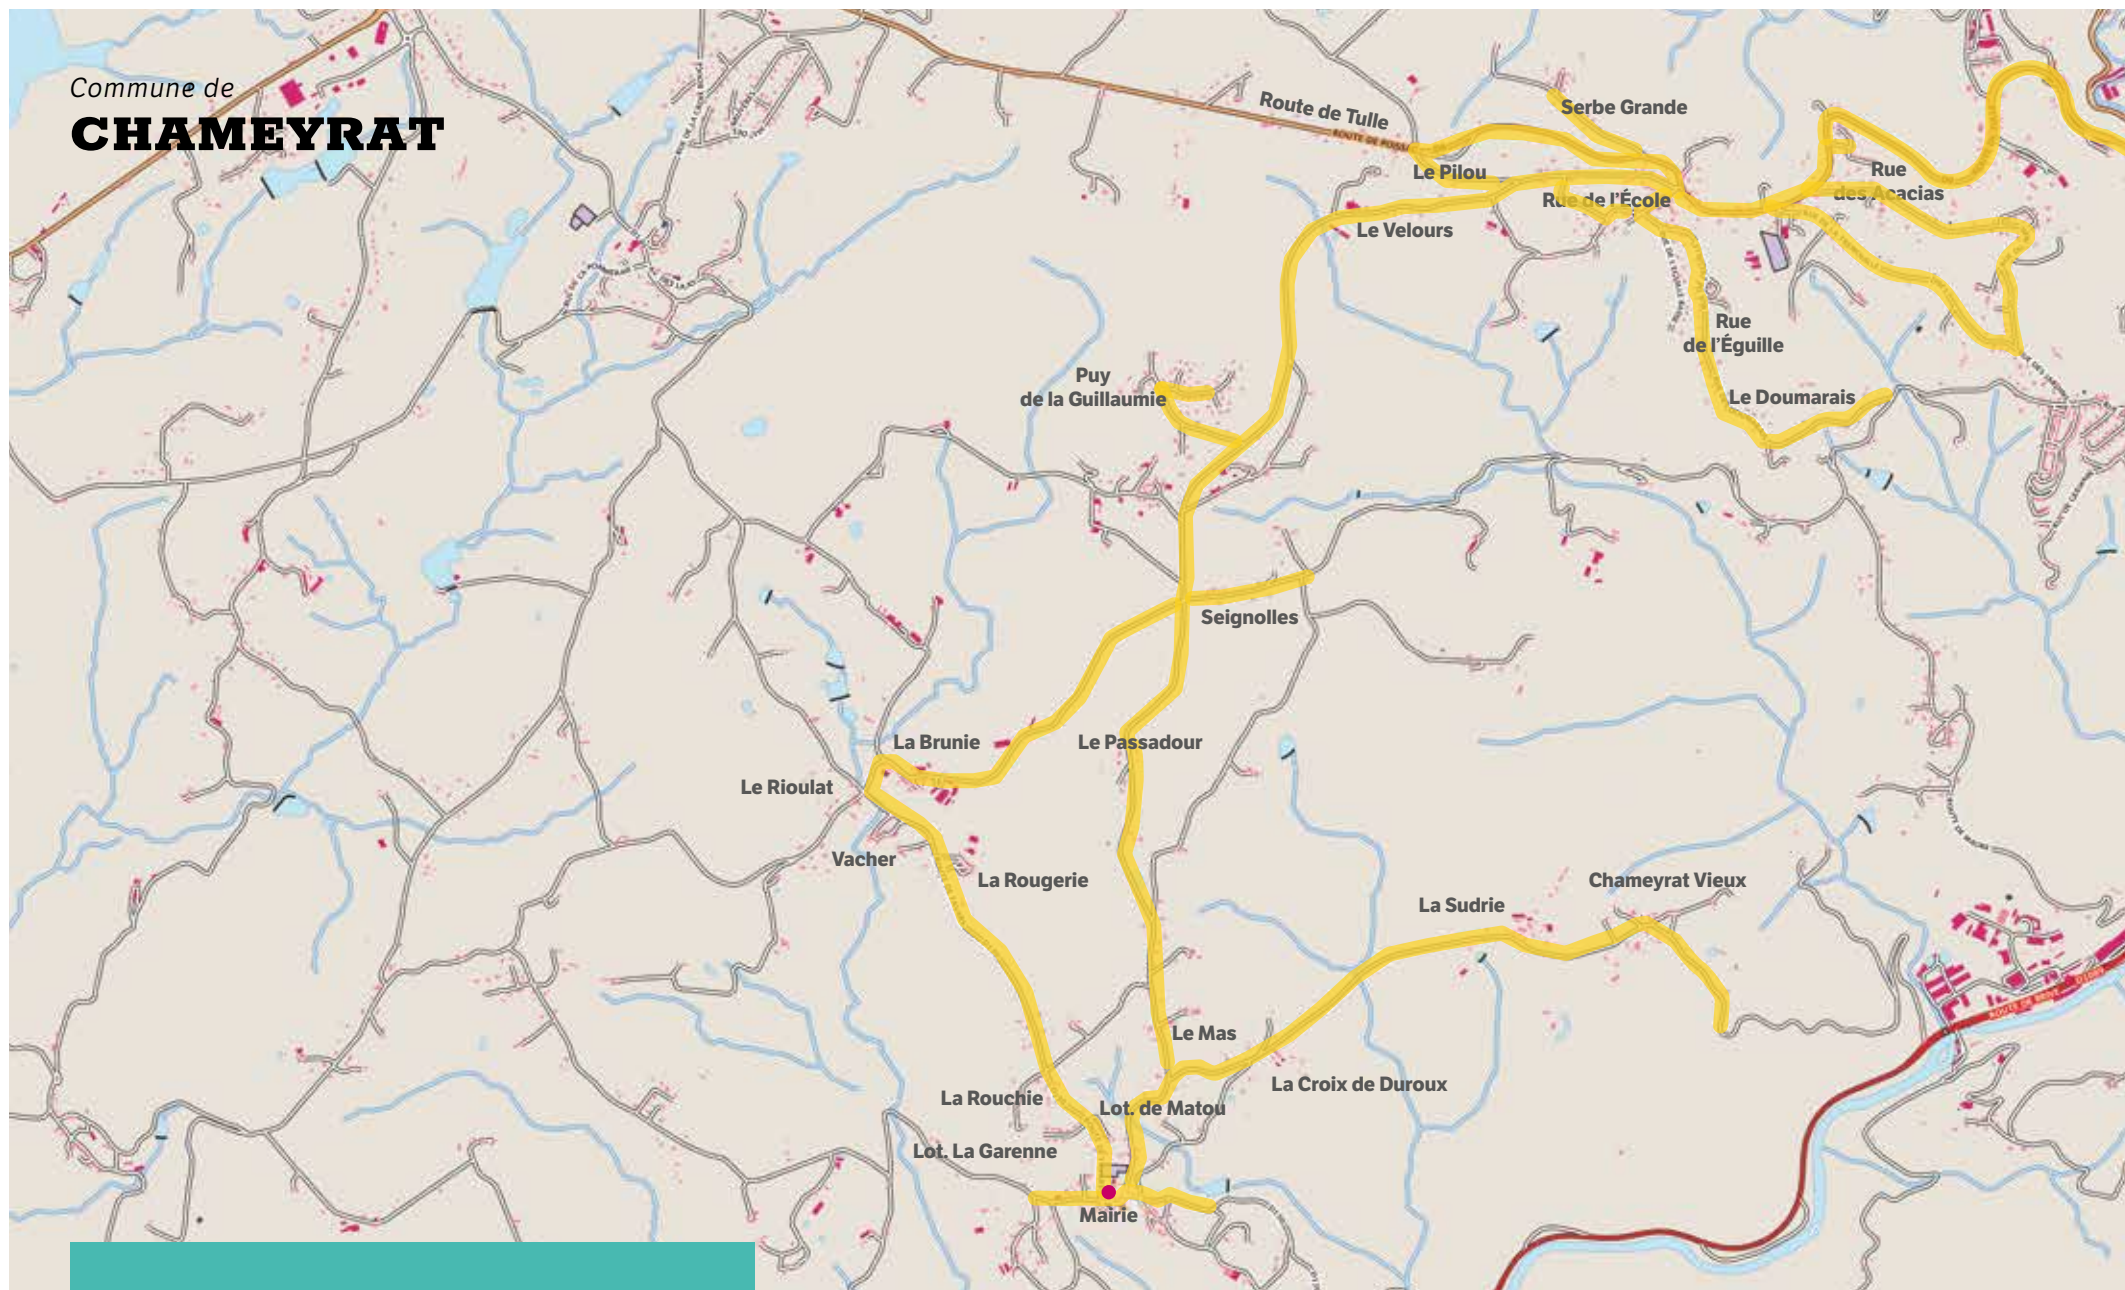 Commune de
CHAMEYRAT
Route de Tulle
Serbe Grande
Le Pilou
Rue
des Acacias
Rue de l'École
Le Velours
Rue
de l'Éguille
Puy
de la Guillaumie
Le Doumarais
Seignolles
La Brunie
Le Passadour
Le Rioulat
Vacher
La Rougerie
Chameyrat Vieux
La Sudrie
Le Mas
La Croix de Duroux
La Rouchie
Lot. de Matou
Lot. La Garenne
Mairie